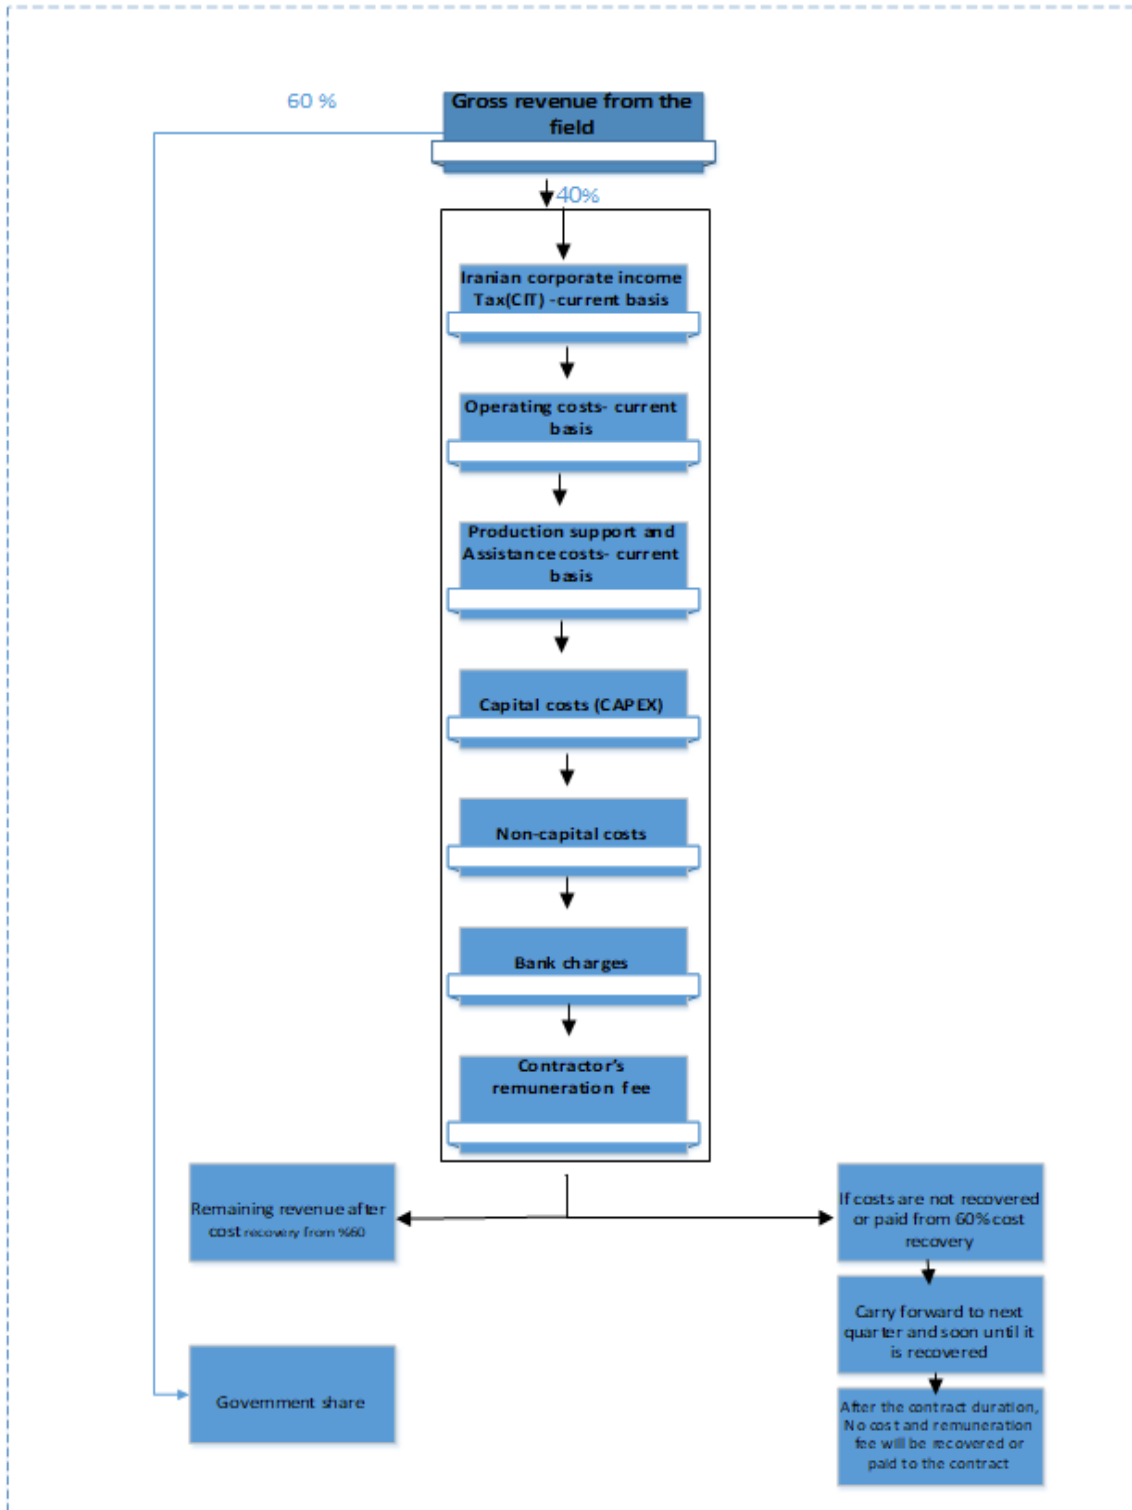 60 %
Gross revenue from the
field
40%
Iranian corporate income
Tax(CIT) -current basis
Operating costs- current
basis
Production support and
Assistance costs- current
basis
Capital costs (CAPEX)
Non-capital costs
Bank charges
Contractor's
remuneration fee
Remaining revenue after
cost recovery from %60
If costs are not recovered
or paid from 60% cost
recovery
Carry forward to next
quarter and soon until it
is recovered
Government share
After the contract duration,
No cost and remuneration
fee will be recovered or
paid to the contract